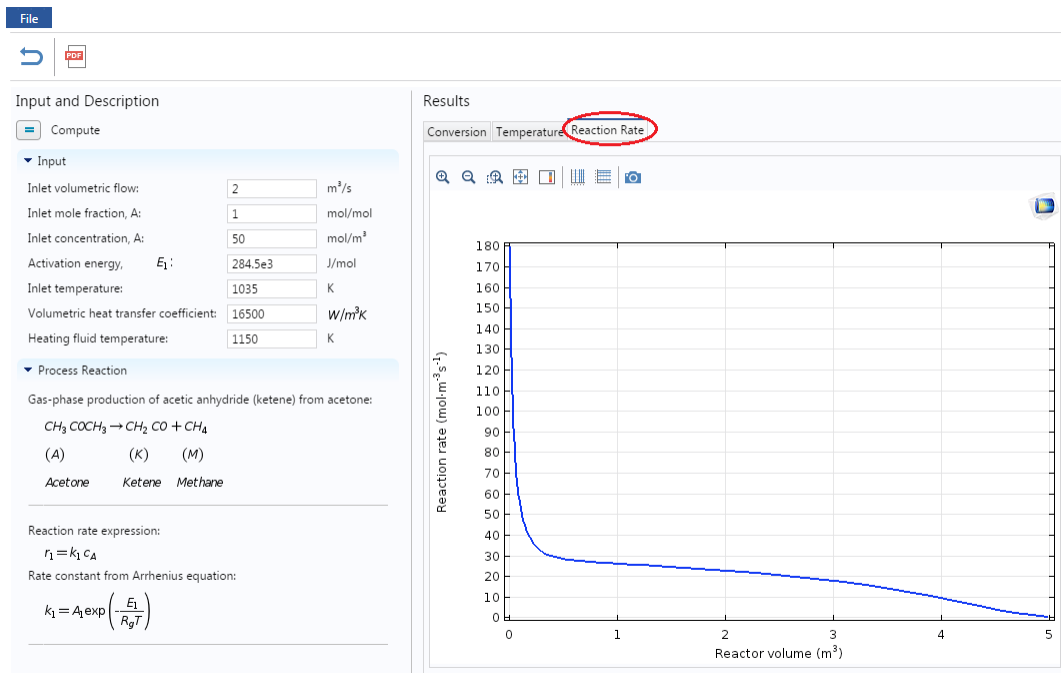 File
PDF
Input and Description
= Compute
Input
Inlet volumetric flow: 2 m³/s
Inlet mole fraction, A: 1 mol/mol
Inlet concentration, A: 50 mol/m³
Activation energy, E₁: 284.5e3 J/mol
Inlet temperature: 1035 K
Volumetric heat transfer coefficient: 16500 W/m³K
Heating fluid temperature: 1150 K
Process Reaction
Gas-phase production of acetic anhydride (ketene) from acetone:
CH₃ COCH₃ → CH₂ CO + CH₄
(A) (K) (M)
Acetone Ketene Methane
Reaction rate expression:
r₁ = k₁ c_A
Rate constant from Arrhenius equation:
k₁ = A₁ exp(-E₁/R_gT)
Results
Conversion Temperature Reaction Rate
Reaction rate (mol·m⁻³s⁻¹)
180
170
160
150
140
130
120
110
100
90
80
70
60
50
40
30
20
10
0
0 1 2 3 4 5
Reactor volume (m³)